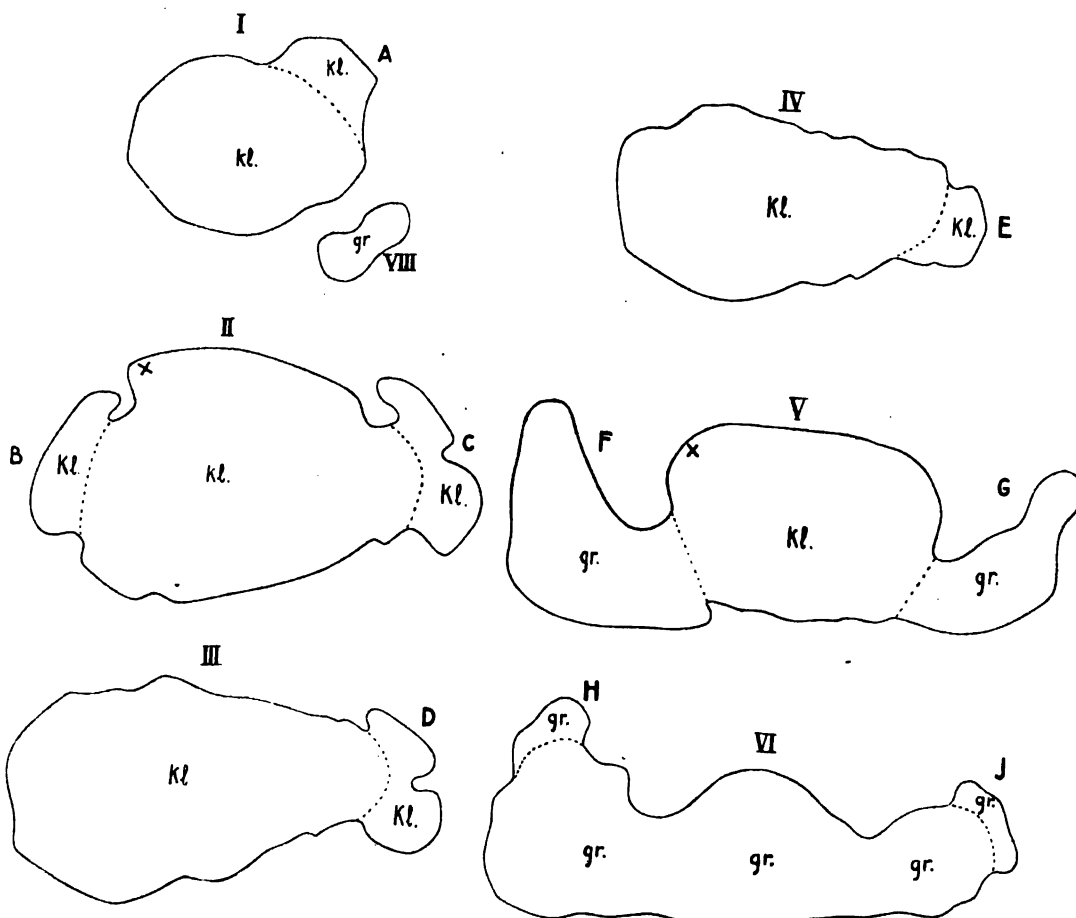 I
A
Kl.
Kl.
gr
VIII
IV
Kl.
Kl.
E
II
x
B
Kl.
Kl.
C
Kl.
V
F
x
G
gr.
Kl.
gr.
III
D
Kl
Kl.
H
gr.
VI
J
gr.
gr.
gr.
gr.